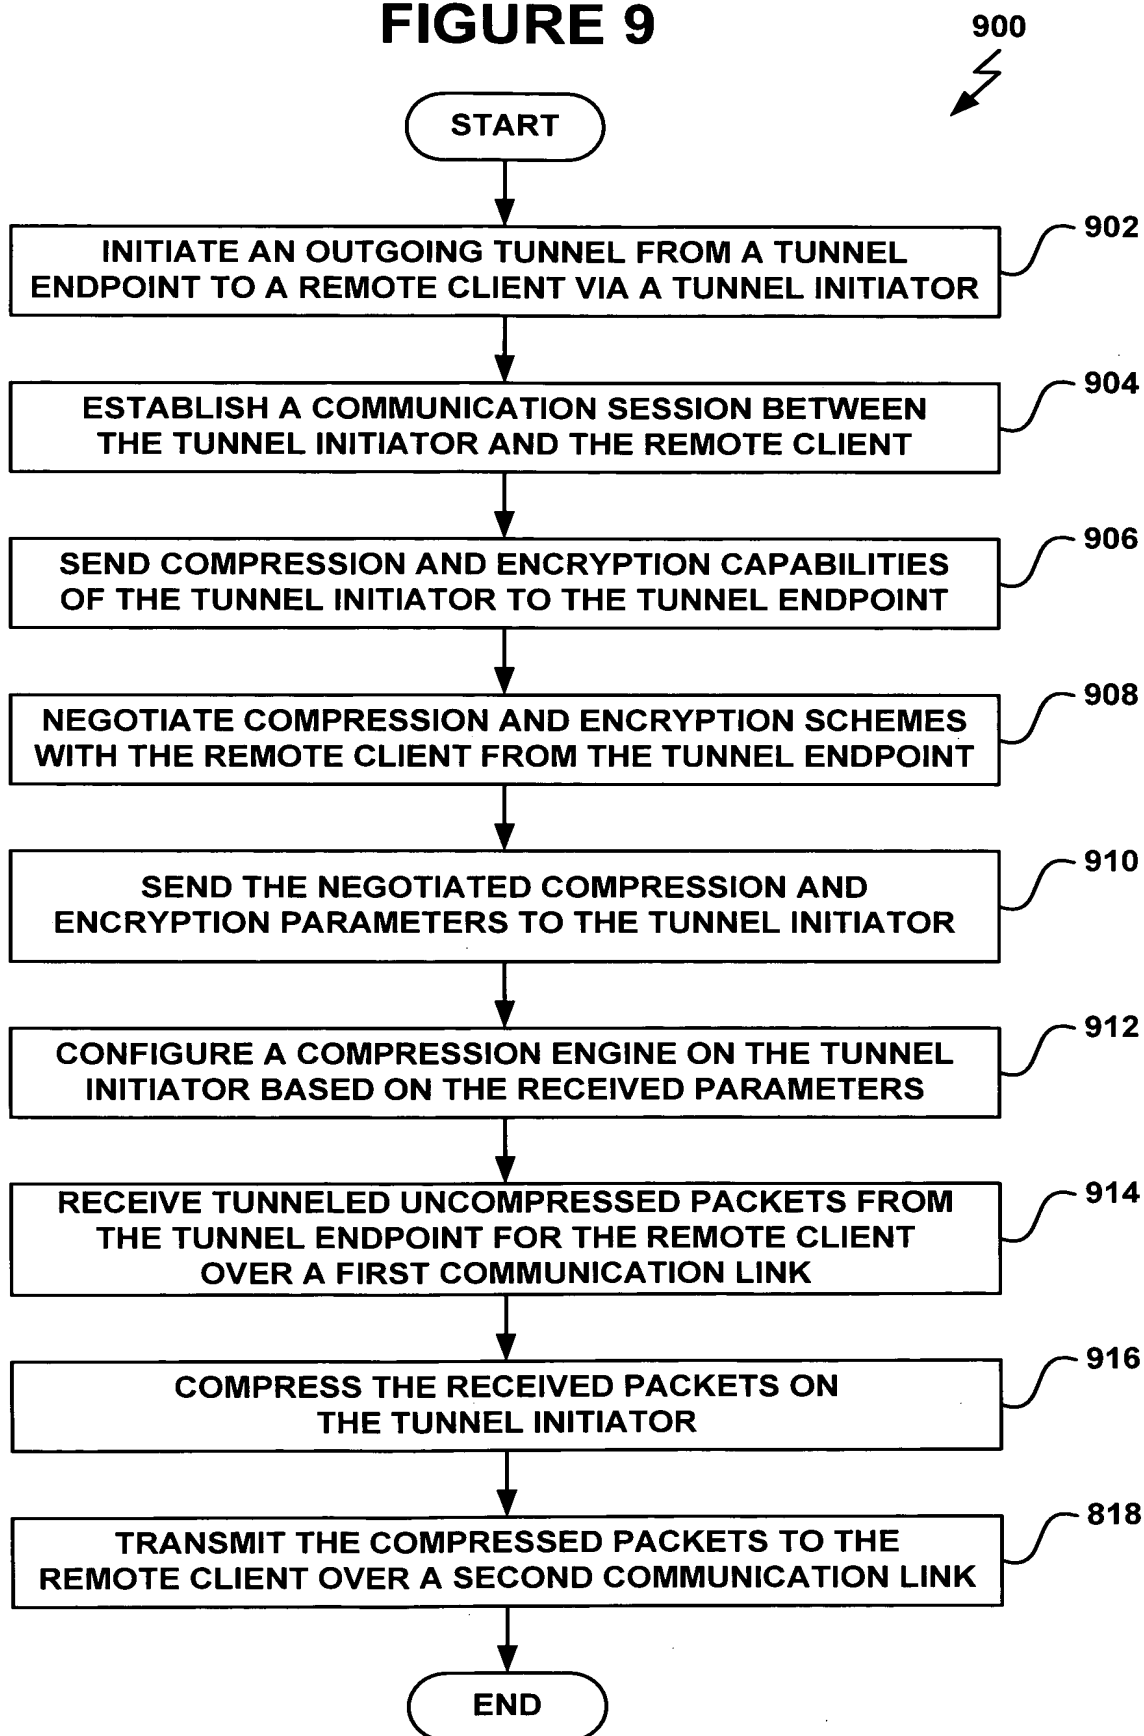 FIGURE 9
900
START
INITIATE AN OUTGOING TUNNEL FROM A TUNNEL
ENDPOINT TO A REMOTE CLIENT VIA A TUNNEL INITIATOR
902
ESTABLISH A COMMUNICATION SESSION BETWEEN
THE TUNNEL INITIATOR AND THE REMOTE CLIENT
904
SEND COMPRESSION AND ENCRYPTION CAPABILITIES
OF THE TUNNEL INITIATOR TO THE TUNNEL ENDPOINT
906
NEGOTIATE COMPRESSION AND ENCRYPTION SCHEMES
WITH THE REMOTE CLIENT FROM THE TUNNEL ENDPOINT
908
SEND THE NEGOTIATED COMPRESSION AND
ENCRYPTION PARAMETERS TO THE TUNNEL INITIATOR
910
CONFIGURE A COMPRESSION ENGINE ON THE TUNNEL
INITIATOR BASED ON THE RECEIVED PARAMETERS
912
RECEIVE TUNNELED UNCOMPRESSED PACKETS FROM
THE TUNNEL ENDPOINT FOR THE REMOTE CLIENT
OVER A FIRST COMMUNICATION LINK
914
COMPRESS THE RECEIVED PACKETS ON
THE TUNNEL INITIATOR
916
TRANSMIT THE COMPRESSED PACKETS TO THE
REMOTE CLIENT OVER A SECOND COMMUNICATION LINK
818
END